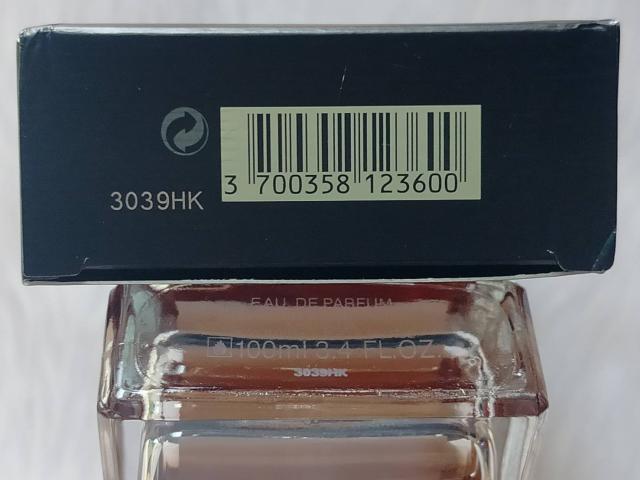 3039HK
3 700358 123600
EAU DE PARFUM
100ml 3.4 FL.OZ.
3039HK